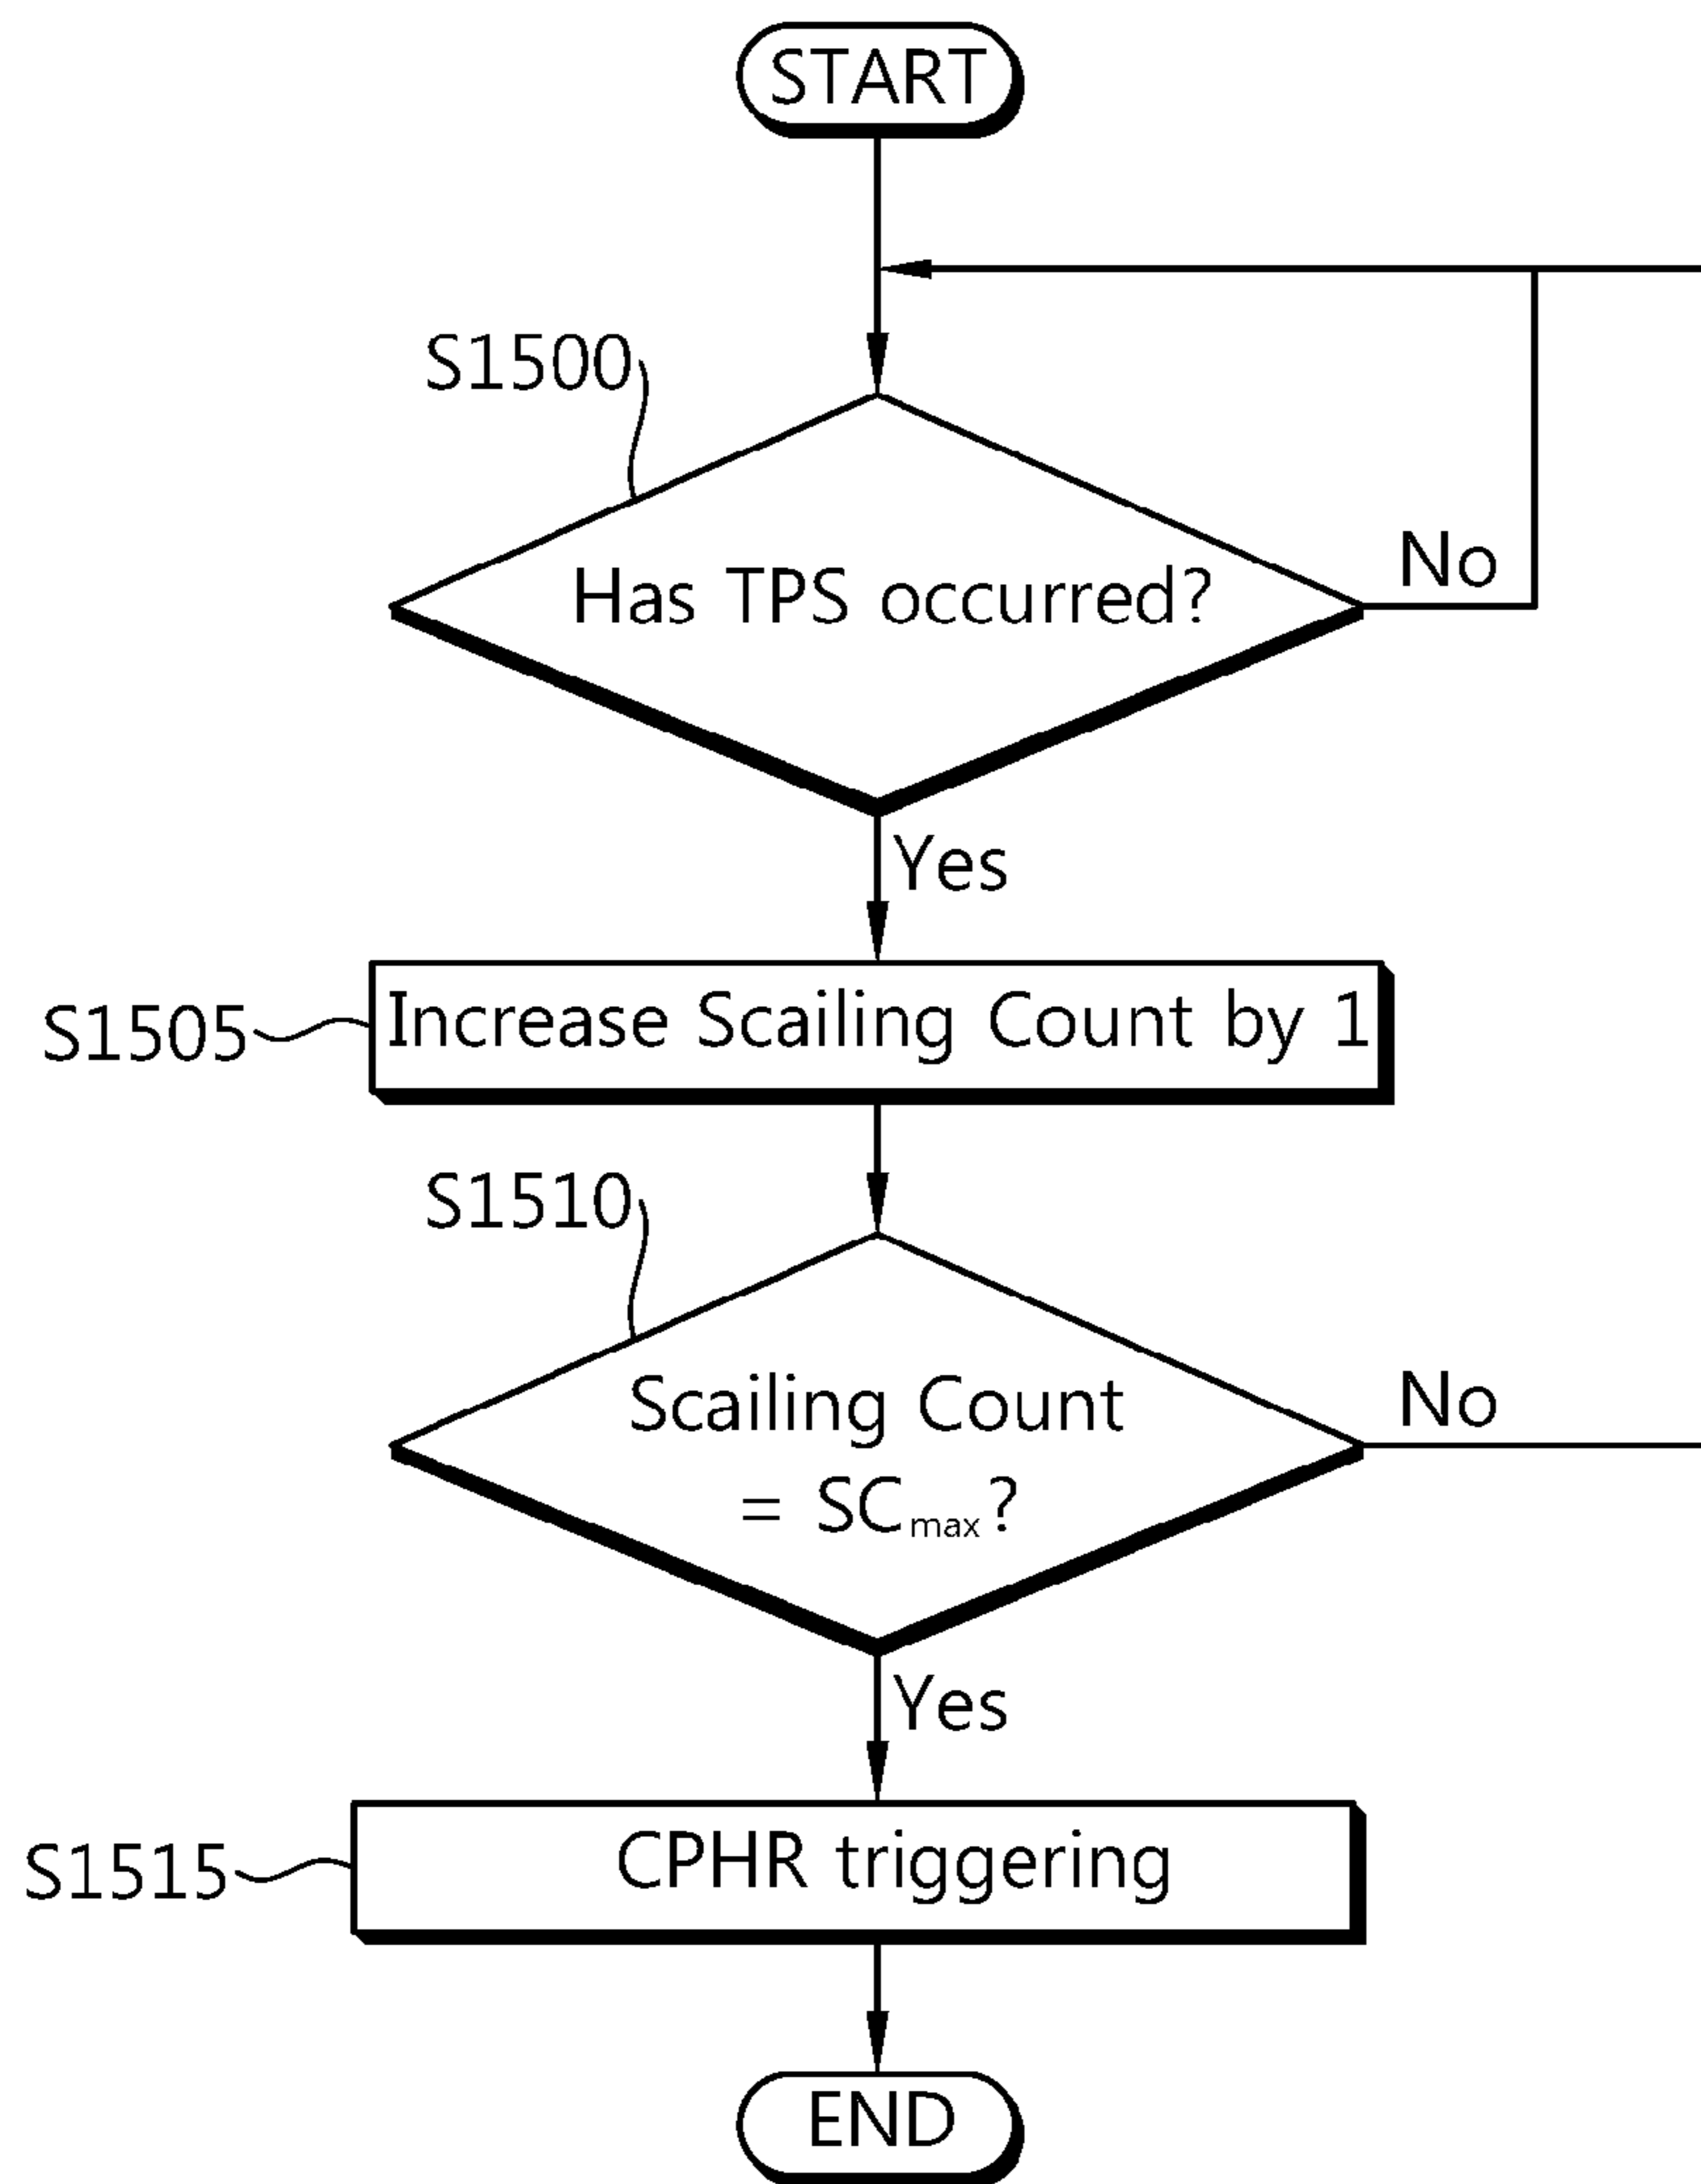 START
S1500
Has TPS occurred?
No
Yes
S1505
Increase Scailing Count by 1
S1510
Scailing Count
= SCmax?
No
Yes
S1515
CPHR triggering
END